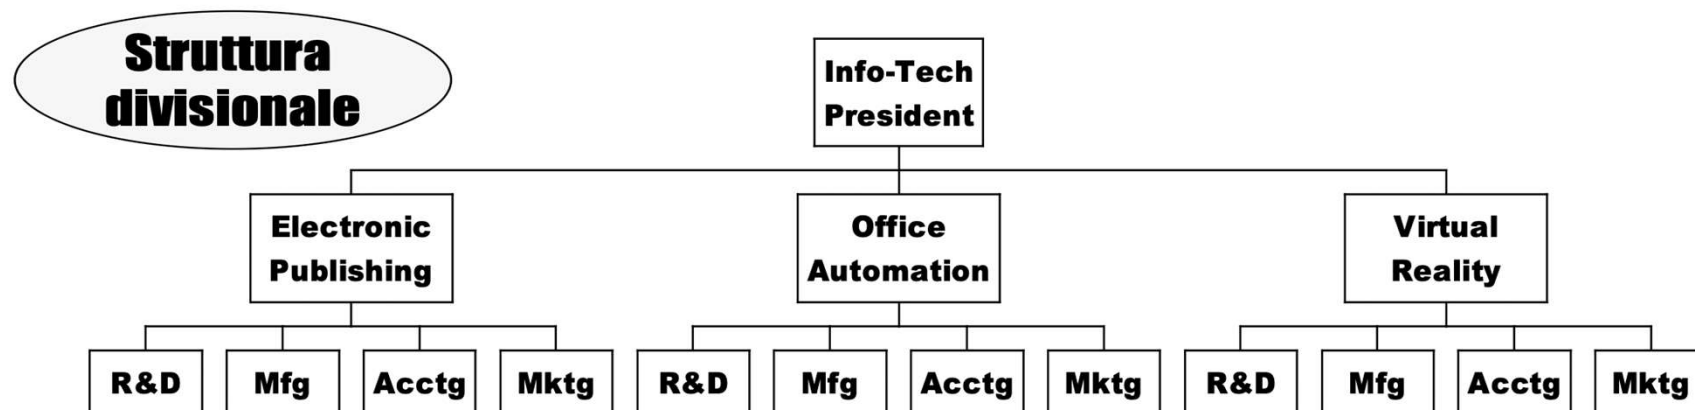 Struttura
divisionale
Info-Tech
President
Electronic
Publishing
Office
Automation
Virtual
Reality
R&D Mfg Acctg Mktg R&D Mfg Acctg Mktg R&D Mfg Acctg Mktg